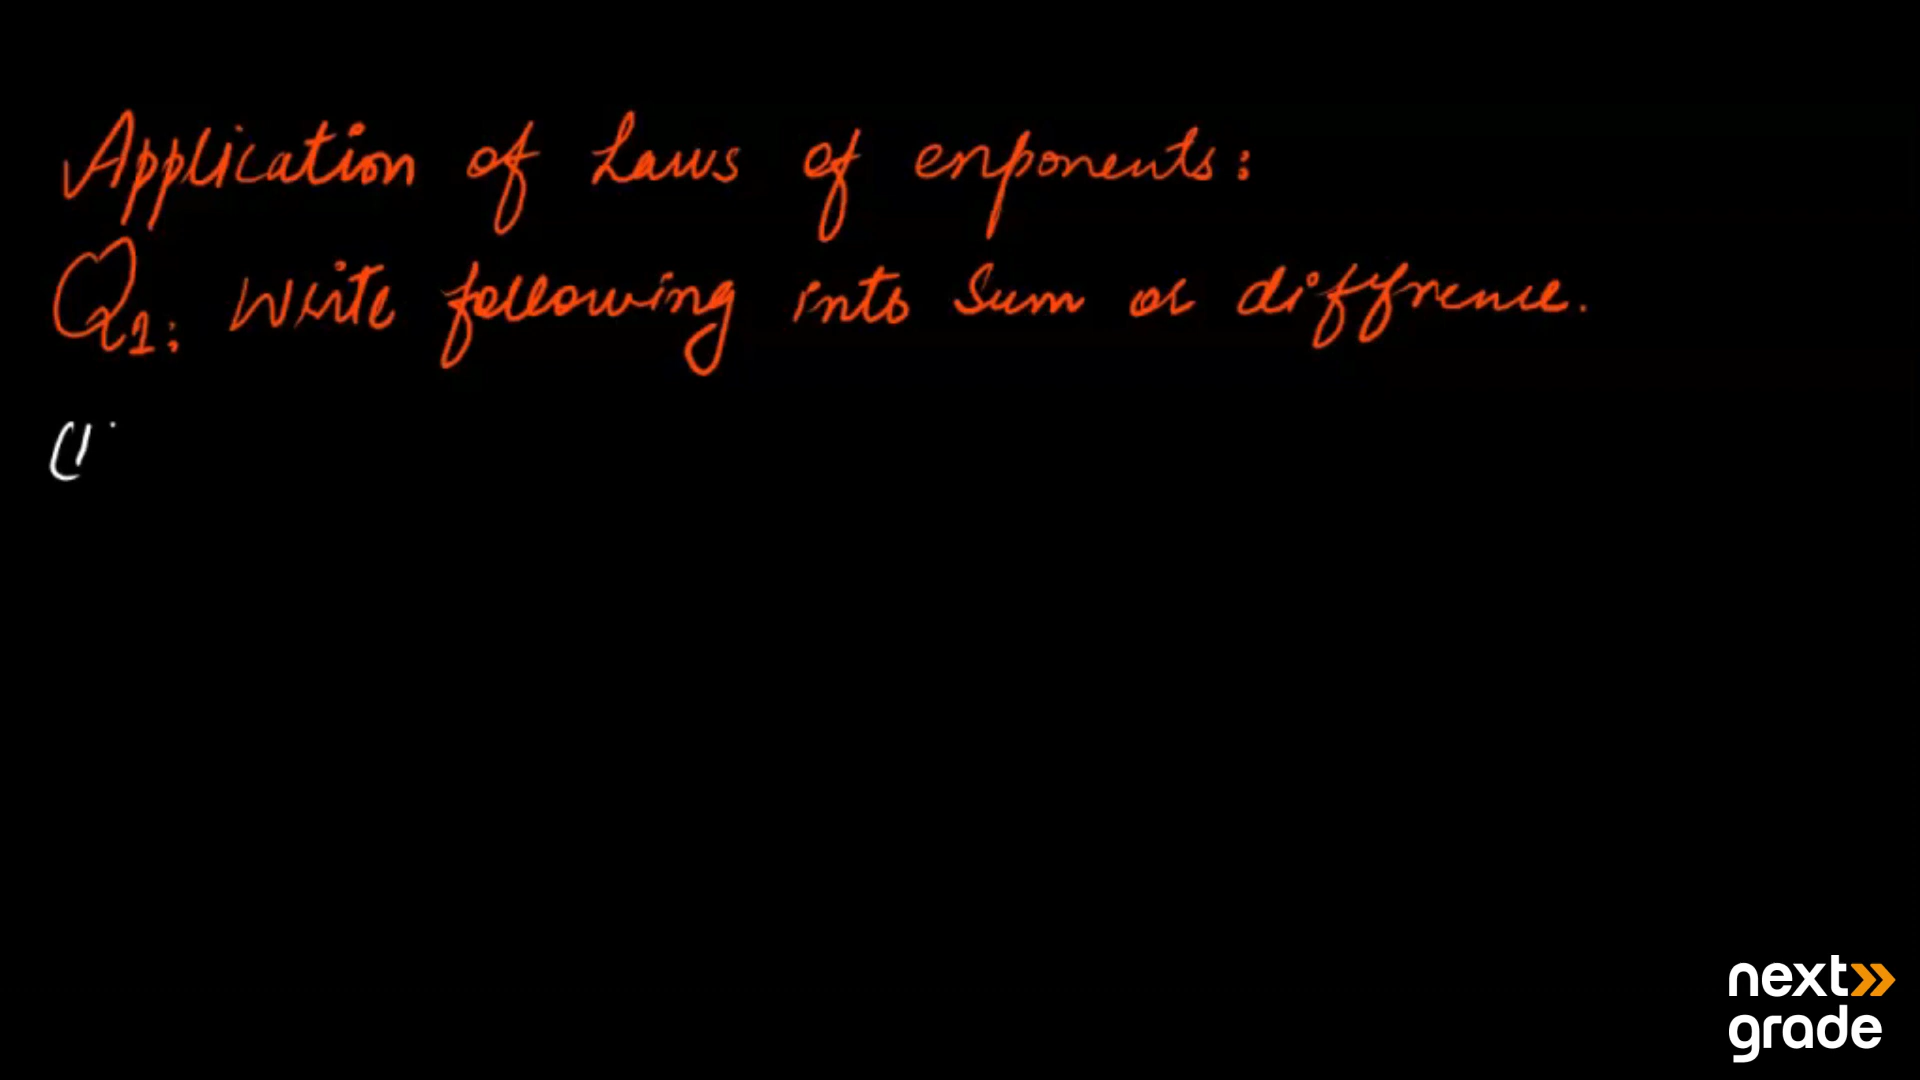 Application of Laws of enponents:
Q1: Write following into Sum or diffrence.
(i
next
grade